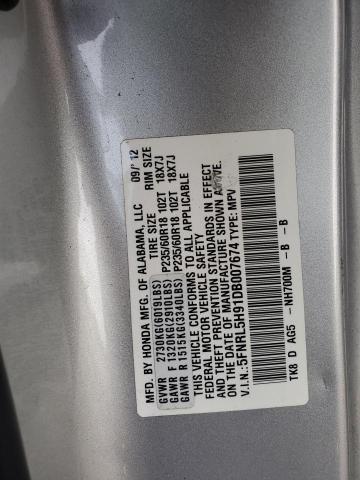 MFD. BY HONDA MFG. OF ALABAMA, LLC 09/12
TIRE SIZE RIM SIZE
GVWR 2730KG(6019LBS)
GAWR F 1320KG(2910LBS) P235/60R18 102T 18X7J
GAWR R 1515KG(3340LBS) P235/60R18 102T 18X7J
THIS VEHICLE CONFORMS TO ALL APPLICABLE
FEDERAL MOTOR VEHICLE SAFETY
AND THEFT PREVENTION STANDARDS IN EFFECT
ON THE DATE OF MANUFACTURE SHOWN ABOVE.
V.I.N.: 5FNRL5H91DB007674 TYPE: MPV
TK8 D AG5 -NH700M -B -B